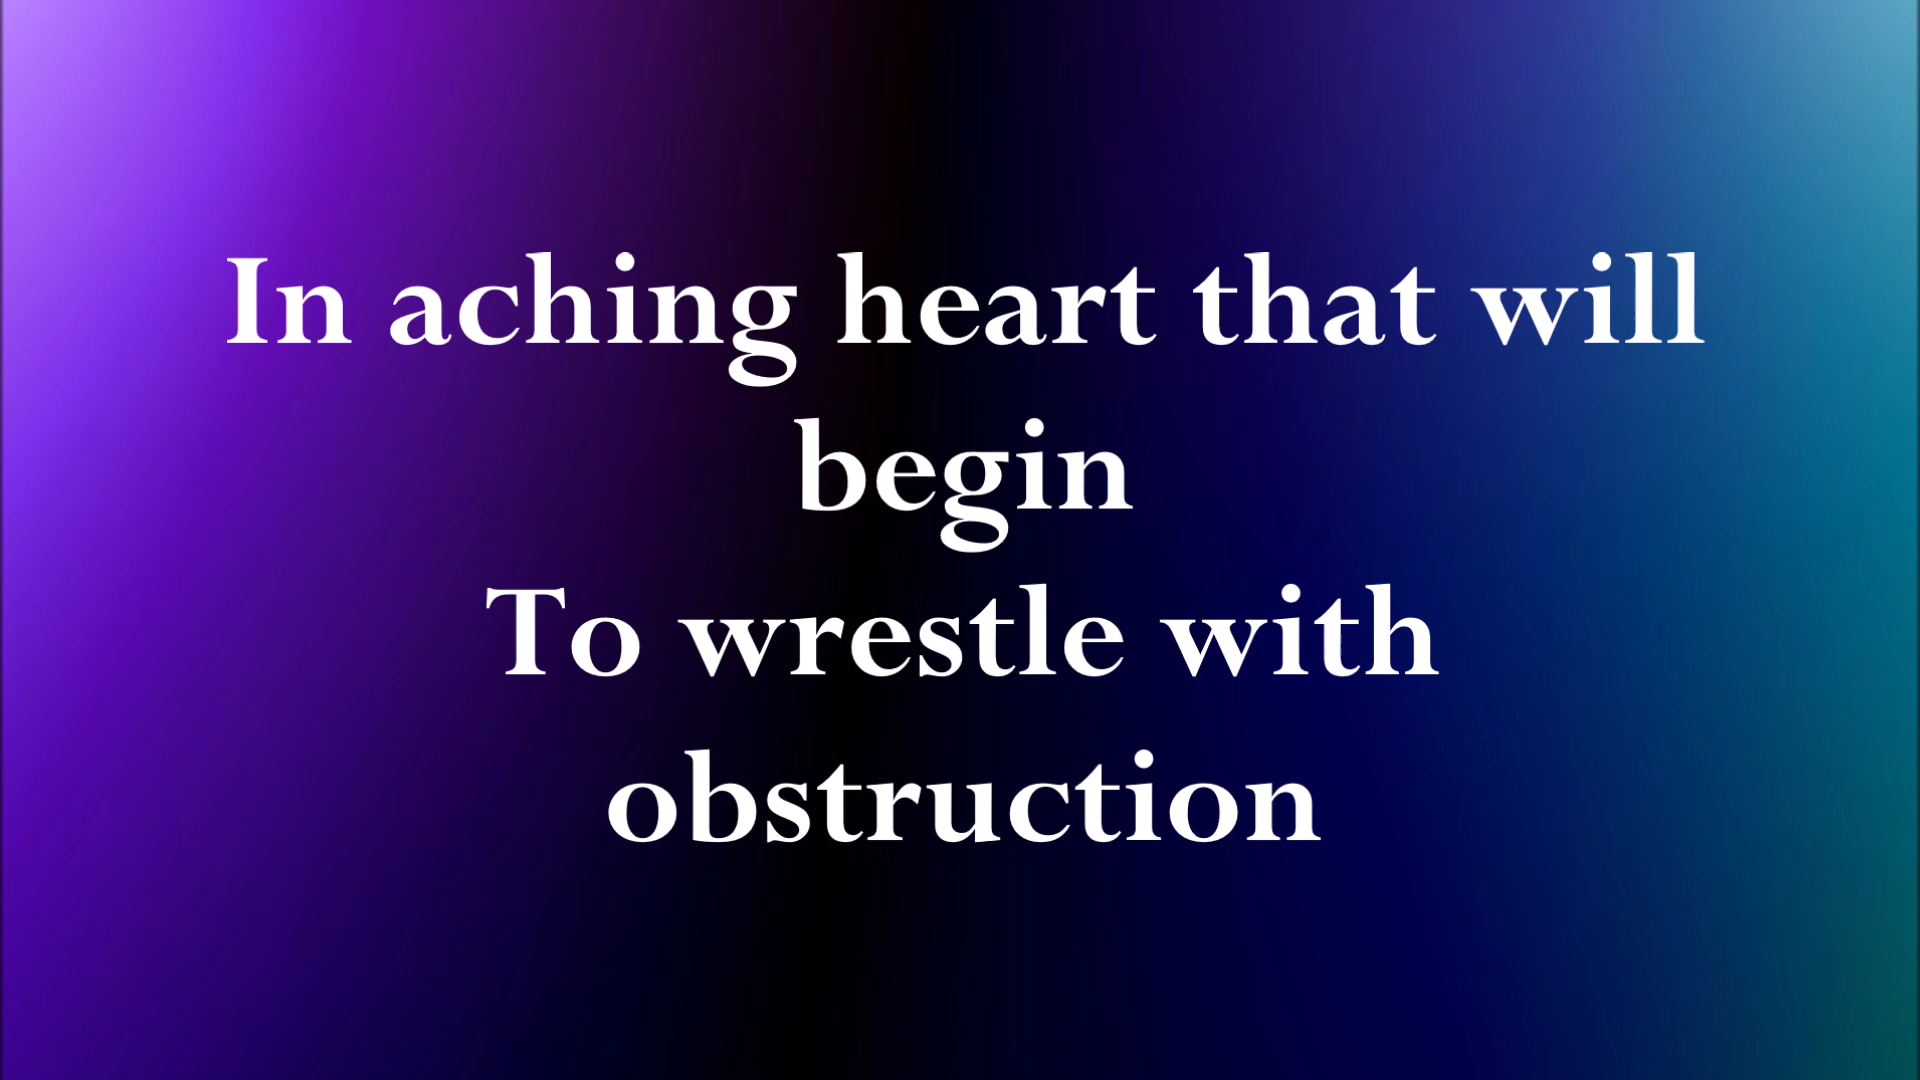 In aching heart that will
begin
To wrestle with
obstruction